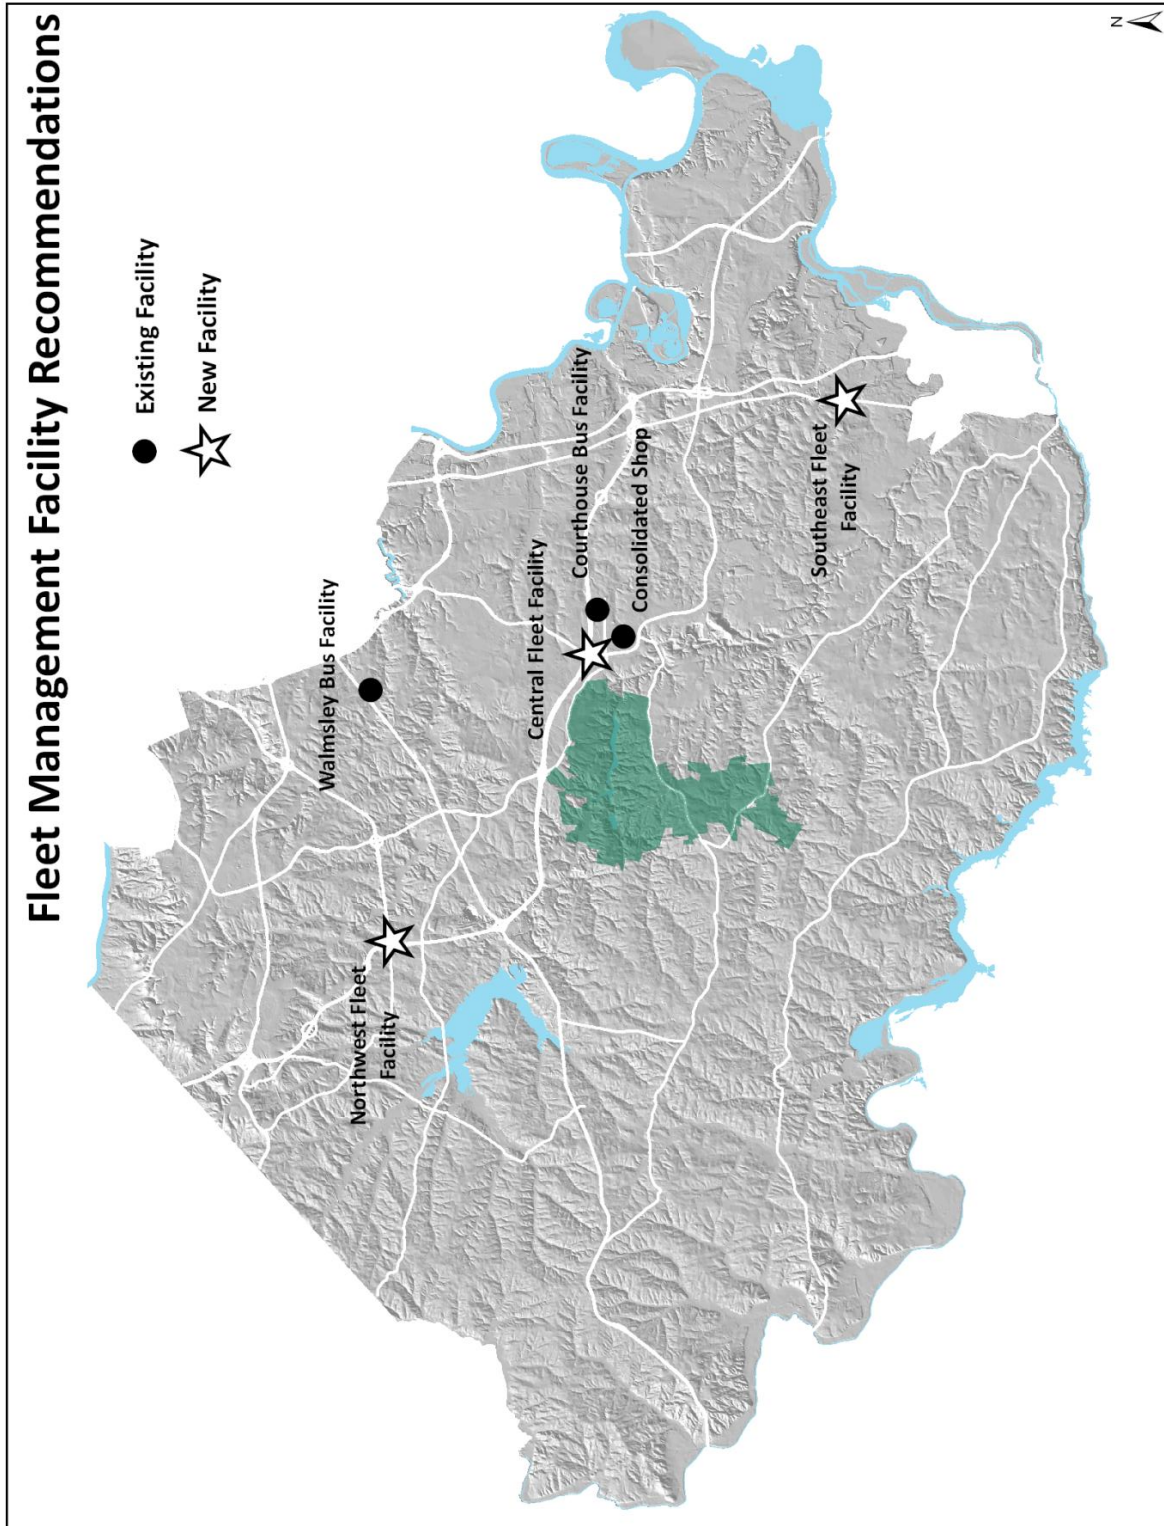 Fleet Management Facility Recommendations
Existing Facility
New Facility
Walmsley Bus Facility
Northwest Fleet
Facility
Central Fleet Facility
Courthouse Bus Facility
Consolidated Shop
Southeast Fleet
Facility
N